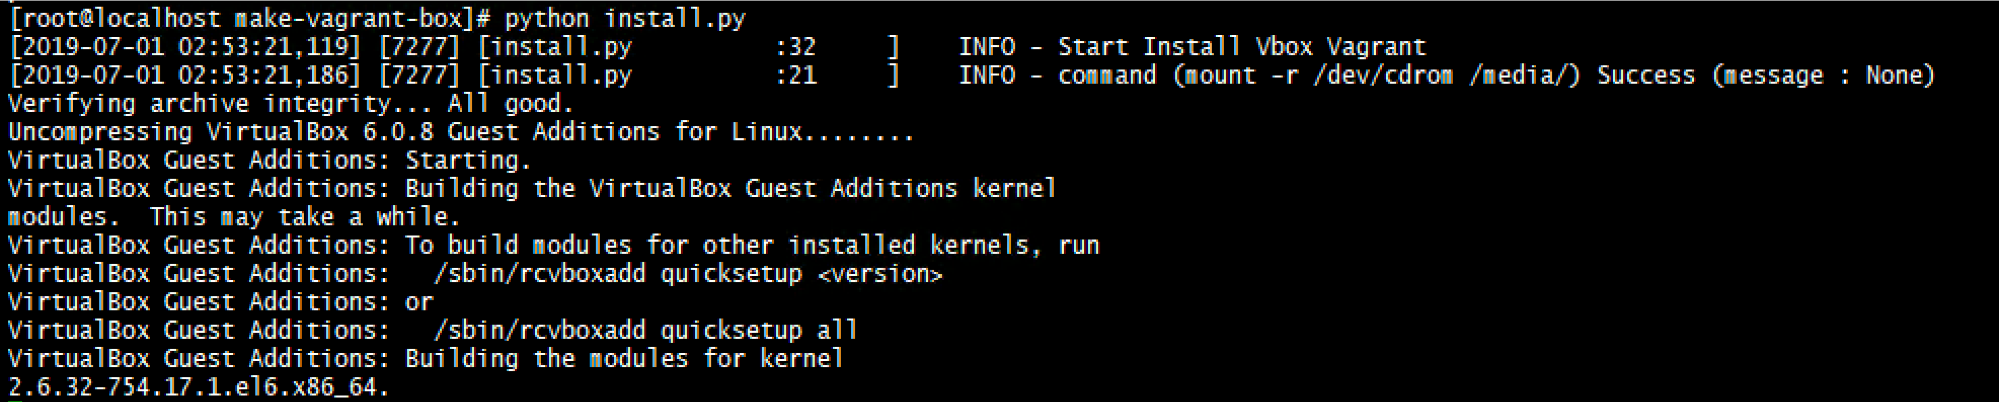 [root@localhost make-vagrant-box]# python install.py
[2019-07-01 02:53:21,119] [7277] [install.py          :32     ]    INFO - Start Install Vbox Vagrant
[2019-07-01 02:53:21,186] [7277] [install.py          :21     ]    INFO - command (mount -r /dev/cdrom /media/) Success (message : None)
Verifying archive integrity... All good.
Uncompressing VirtualBox 6.0.8 Guest Additions for Linux........
VirtualBox Guest Additions: Starting.
VirtualBox Guest Additions: Building the VirtualBox Guest Additions kernel
modules.  This may take a while.
VirtualBox Guest Additions: To build modules for other installed kernels, run
VirtualBox Guest Additions:   /sbin/rcvboxadd quicksetup <version>
VirtualBox Guest Additions: or
VirtualBox Guest Additions:   /sbin/rcvboxadd quicksetup all
VirtualBox Guest Additions: Building the modules for kernel
2.6.32-754.17.1.el6.x86_64.